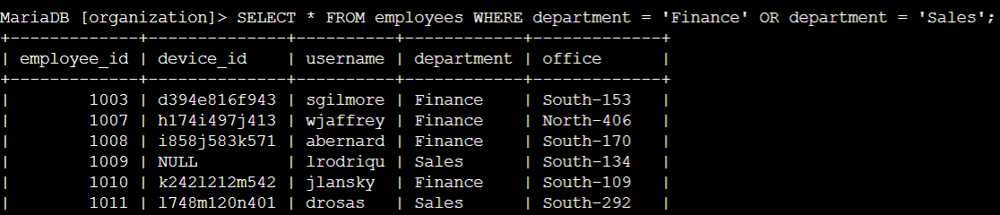 MariaDB [organization]> SELECT * FROM employees WHERE department = 'Finance' OR department = 'Sales';
+-------------+--------------+----------+------------+-------------+
| employee_id | device_id    | username | department | office      |
+-------------+--------------+----------+------------+-------------+
|        1003 | d394e816f943 | sgilmore | Finance    | South-153   |
|        1007 | h174i497j413 | wjaffrey | Finance    | North-406   |
|        1008 | i858j583k571 | abernard | Finance    | South-170   |
|        1009 | NULL         | lrodriqu | Sales      | South-134   |
|        1010 | k242l212m542 | jlansky  | Finance    | South-109   |
|        1011 | l748m120n401 | drosas   | Sales      | South-292   |